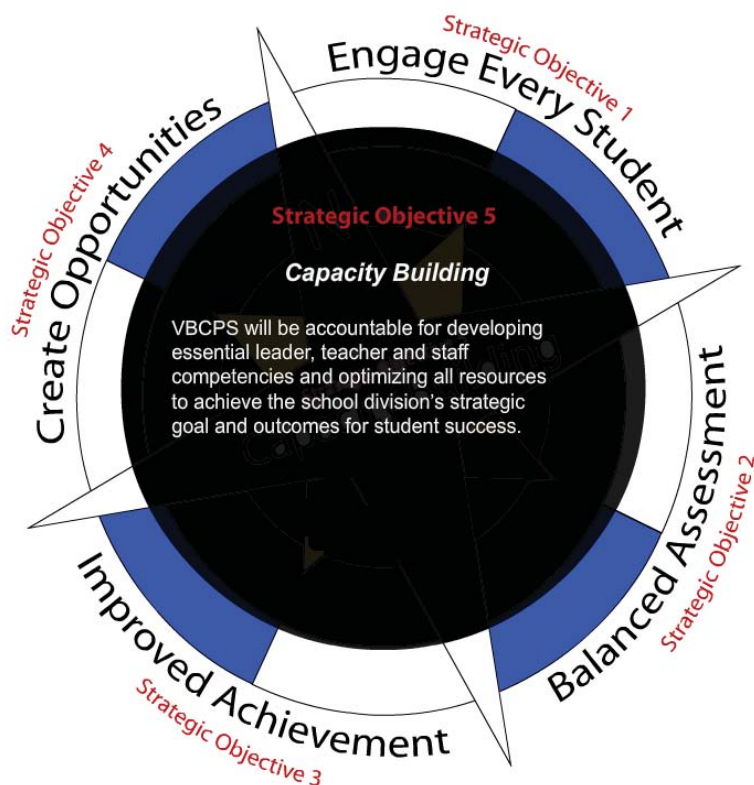 Strategic Objective 1
Engage Every Student
Strategic Objective 4
Create Opportunities
Strategic Objective 5
Capacity Building
VBCPS will be accountable for developing
essential leader, teacher and staff
competencies and optimizing all resources
to achieve the school division's strategic
goal and outcomes for student success.
Balanced Assessment
Strategic Objective 2
Improved Achievement
Strategic Objective 3